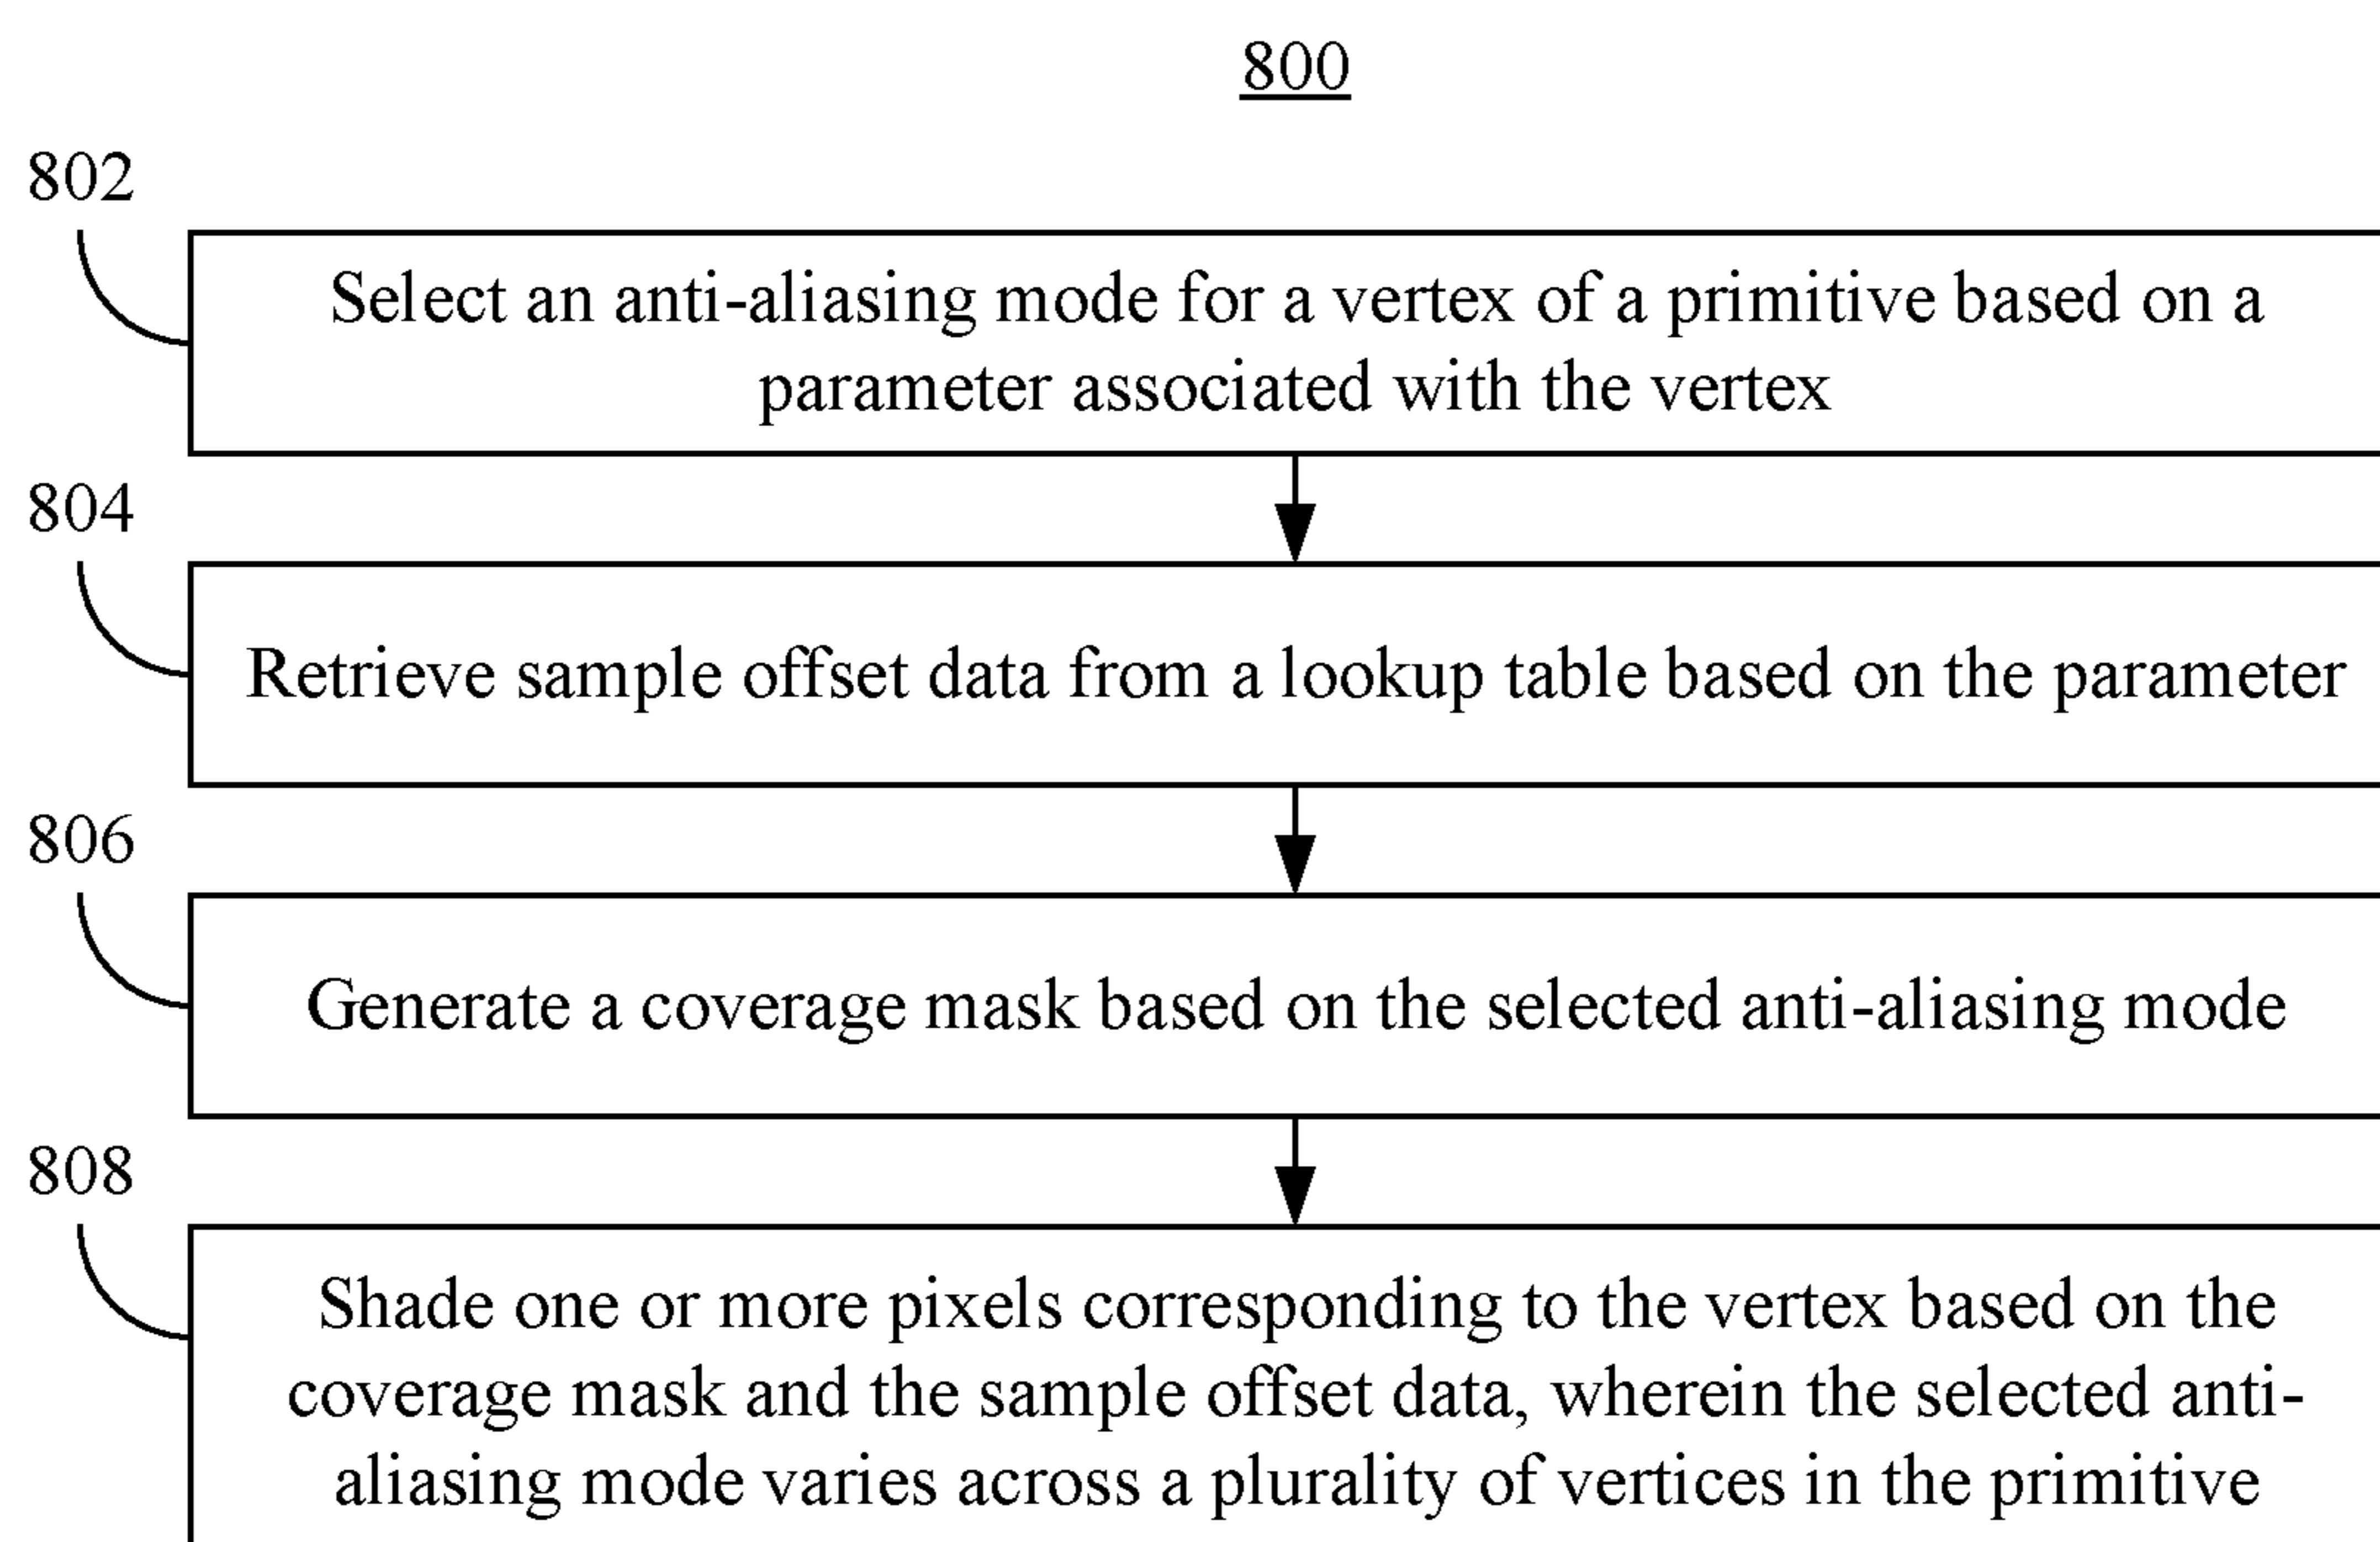 800
802
Select an anti-aliasing mode for a vertex of a primitive based on a
parameter associated with the vertex
804
Retrieve sample offset data from a lookup table based on the parameter
806
Generate a coverage mask based on the selected anti-aliasing mode
808
Shade one or more pixels corresponding to the vertex based on the
coverage mask and the sample offset data, wherein the selected anti-
aliasing mode varies across a plurality of vertices in the primitive